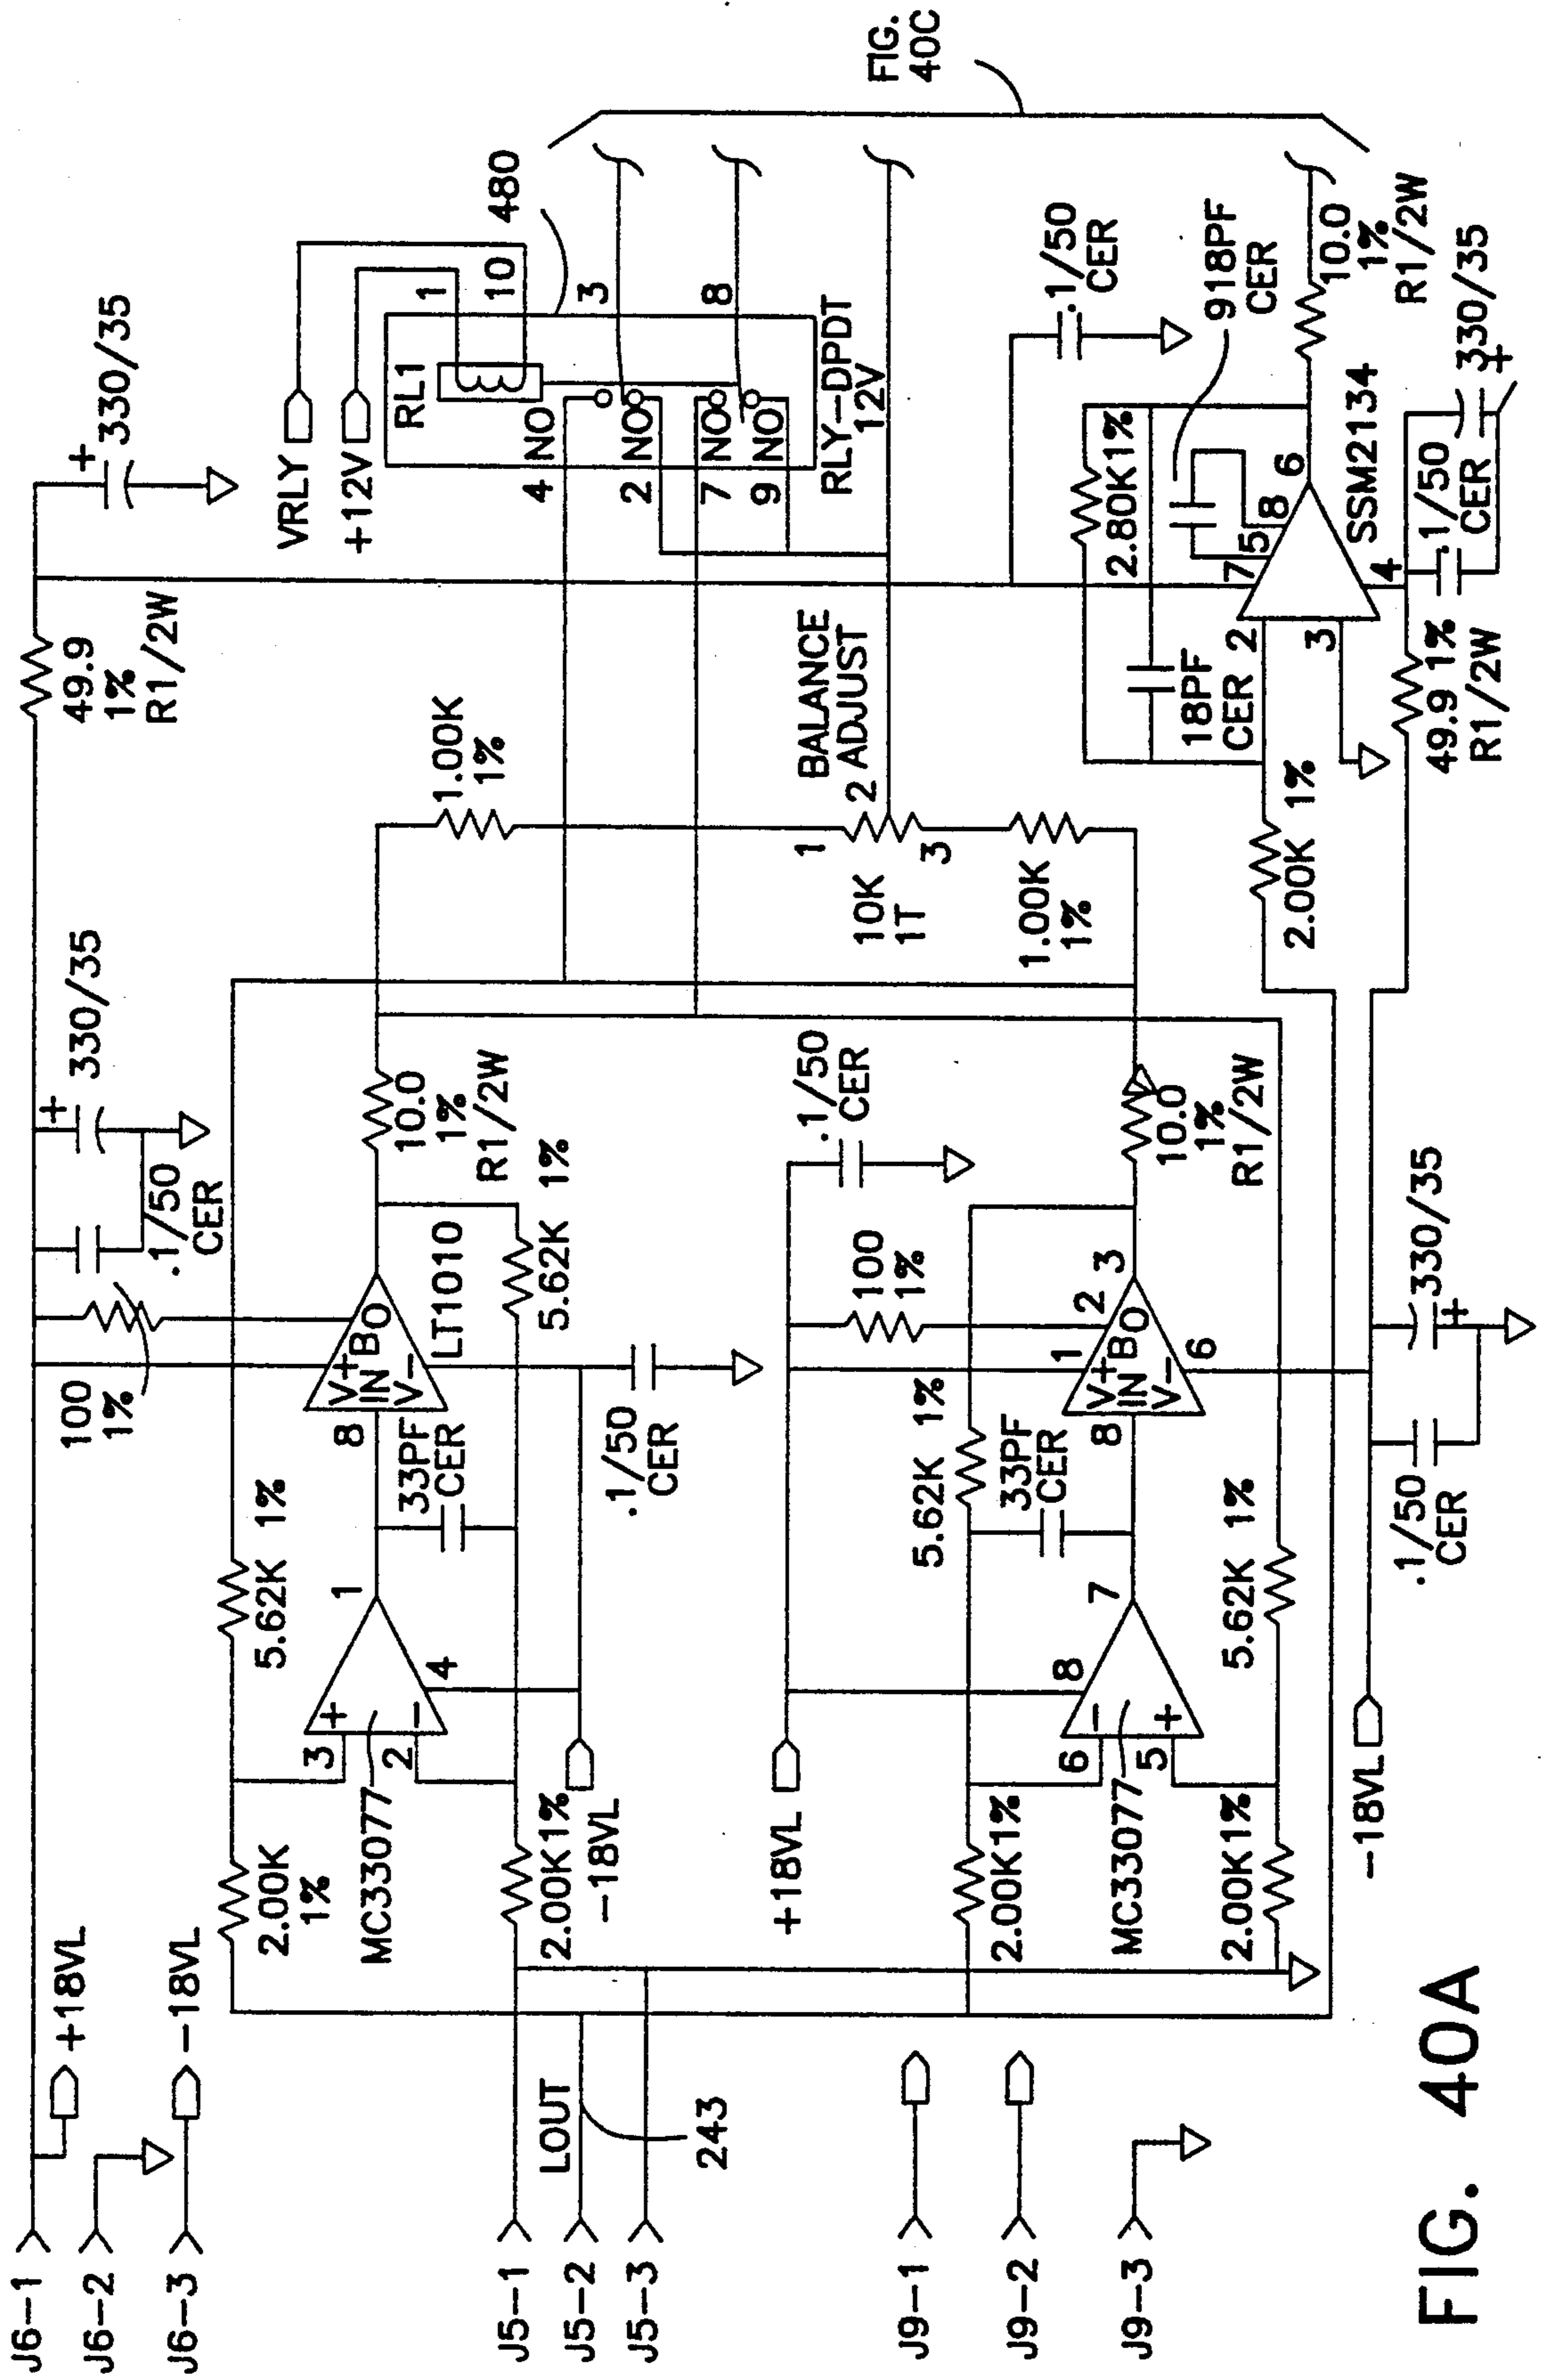 J6-1
J6-2
J6-3
+18VL
-18VL
330/35
+
.1/50
CER
100
1%
49.9
1%
R1/2W
330/35
+
VRLY
+12V
RL1
1
10
480
3
8
4
NO
2
NO
7
NO
9
NO
RLY-DPDT
12V
FIG.
40C
2.00K
1%
5.62K 1%
MC33077
3
+
2
-
1
4
33PF
CER
8
V+
IN
V-
B
O
LT1010
10.0
1%
R1/2W
5.62K 1%
2.00K1%
-18VL
.1/50
CER
1.00K
1%
BALANCE
ADJUST
1
2
3
10K
1T
1.00K
1%
J5-1
J5-2
J5-3
LOUT
243
+18VL
.1/50
CER
100
1%
5.62K 1%
33PF
CER
2.00K1%
MC33077
6
-
5
+
8
7
8
V+
IN
V-
B
O
1
2
3
6
10.0
1%
R1/2W
5.62K 1%
2.00K1%
J9-1
J9-2
J9-3
-18VL
.1/50
CER
330/35
+
.1/50
CER
2.80K1%
918PF
CER
18PF
CER
2.00K 1%
2
3
7
5
8
6
4
SSM2134
10.0
1%
R1/2W
49.9 1%
R1/2W
.1/50
CER
330/35
+
FIG. 40A